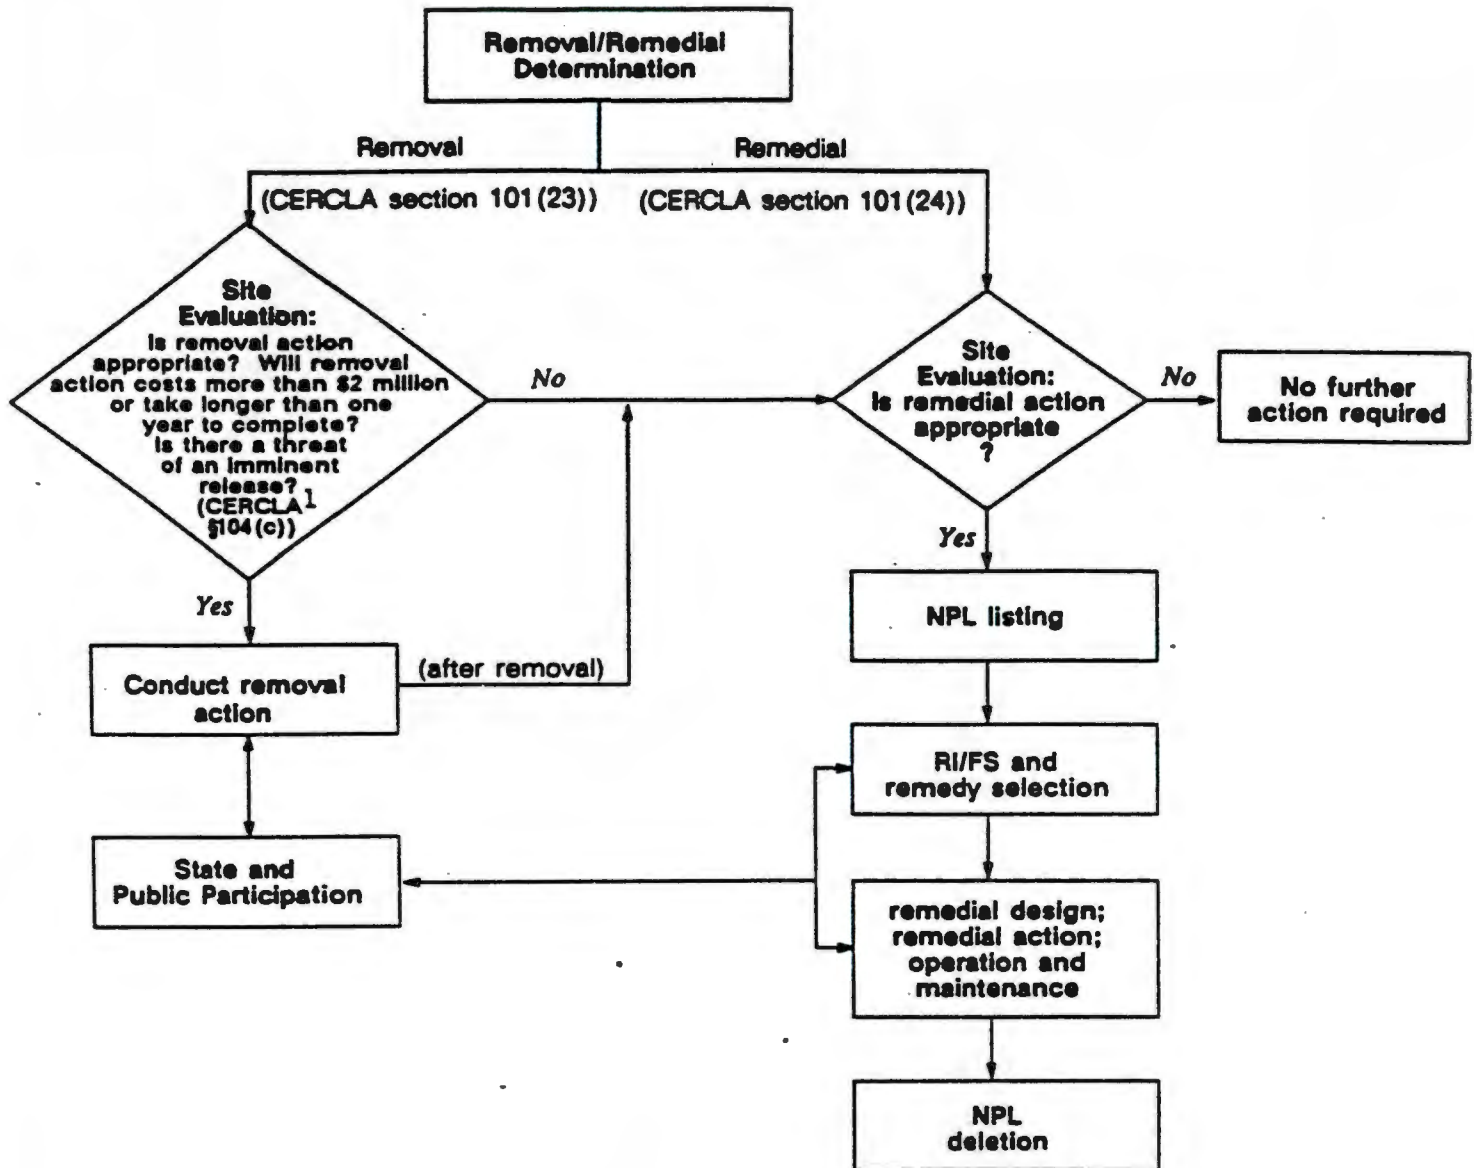 Removal/Remedial
Determination
Removal
Remedial
(CERCLA section 101(23))
(CERCLA section 101(24))
Site
Evaluation:
Is removal action
appropriate? Will removal
action costs more than $2 million
or take longer than one
year to complete?
Is there a threat
of an imminent
release?
(CERCLA1
§104(c))
No
Site
Evaluation:
Is remedial action
appropriate
?
No
No further
action required
Yes
Yes
NPL listing
Conduct removal
action
(after removal)
RI/FS and
remedy selection
State and
Public Participation
remedial design;
remedial action;
operation and
maintenance
NPL
deletion